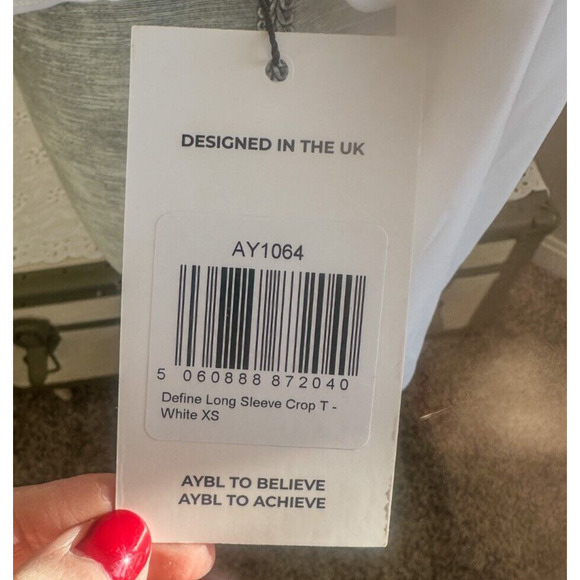 DESIGNED IN THE UK
AY1064
5 060888 872040
Define Long Sleeve Crop T -
White XS
AYBL TO BELIEVE
AYBL TO ACHIEVE